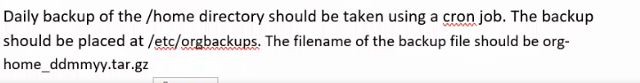 Daily backup of the /home directory should be taken using a cron job. The backup
should be placed at /etc/orgbackups. The filename of the backup file should be org-
home_ddmmyy.tar.gz